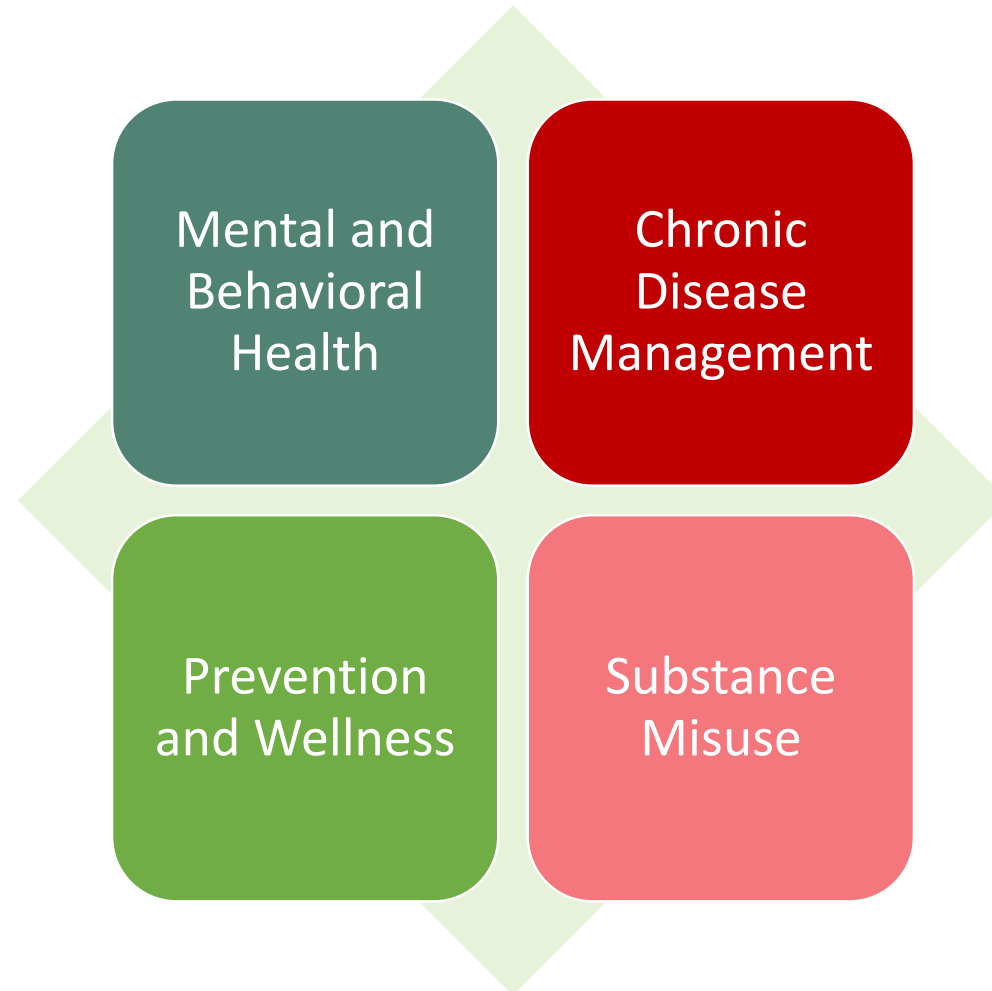 Mental and
Behavioral
Health
Chronic
Disease
Management
Prevention
and Wellness
Substance
Misuse